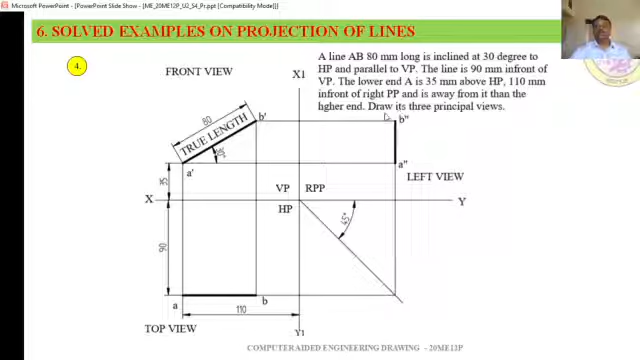 Microsoft PowerPoint - [PowerPoint Slide Show - [ME_20ME12P_U2_S4_Pr.ppt [Compatibility Mode]]
6. SOLVED EXAMPLES ON PROJECTION OF LINES
4.
A line AB 80 mm long is inclined at 30 degree to
HP and parallel to VP. The line is 90 mm infront of
VP. The lower end A is 35 mm above HP, 110 mm
infront of right PP and is away from it than the
hgher end. Draw its three principal views.
FRONT VIEW
X1
80
TRUE LENGTH
b'
b"
a'
a"
35
LEFT VIEW
VP
RPP
X
Y
HP
45°
90
a
b
110
TOP VIEW
Y1
COMPUTER AIDED ENGINEERING DRAWING - 20ME12P